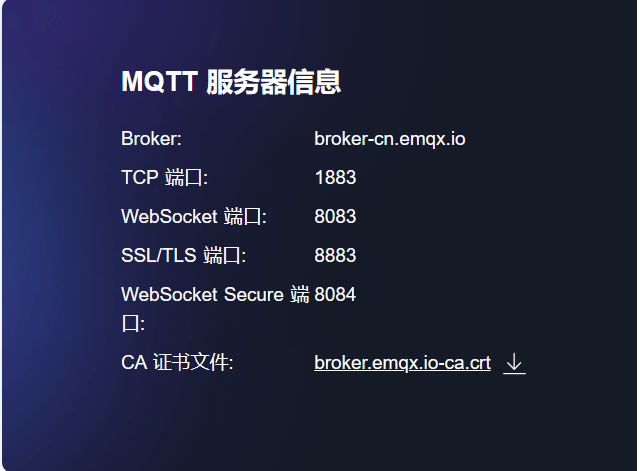 MQTT 服务器信息
Broker: broker-cn.emqx.io
TCP 端口: 1883
WebSocket 端口: 8083
SSL/TLS 端口: 8883
WebSocket Secure 端 8084
口:
CA 证书文件: broker.emqx.io-ca.crt